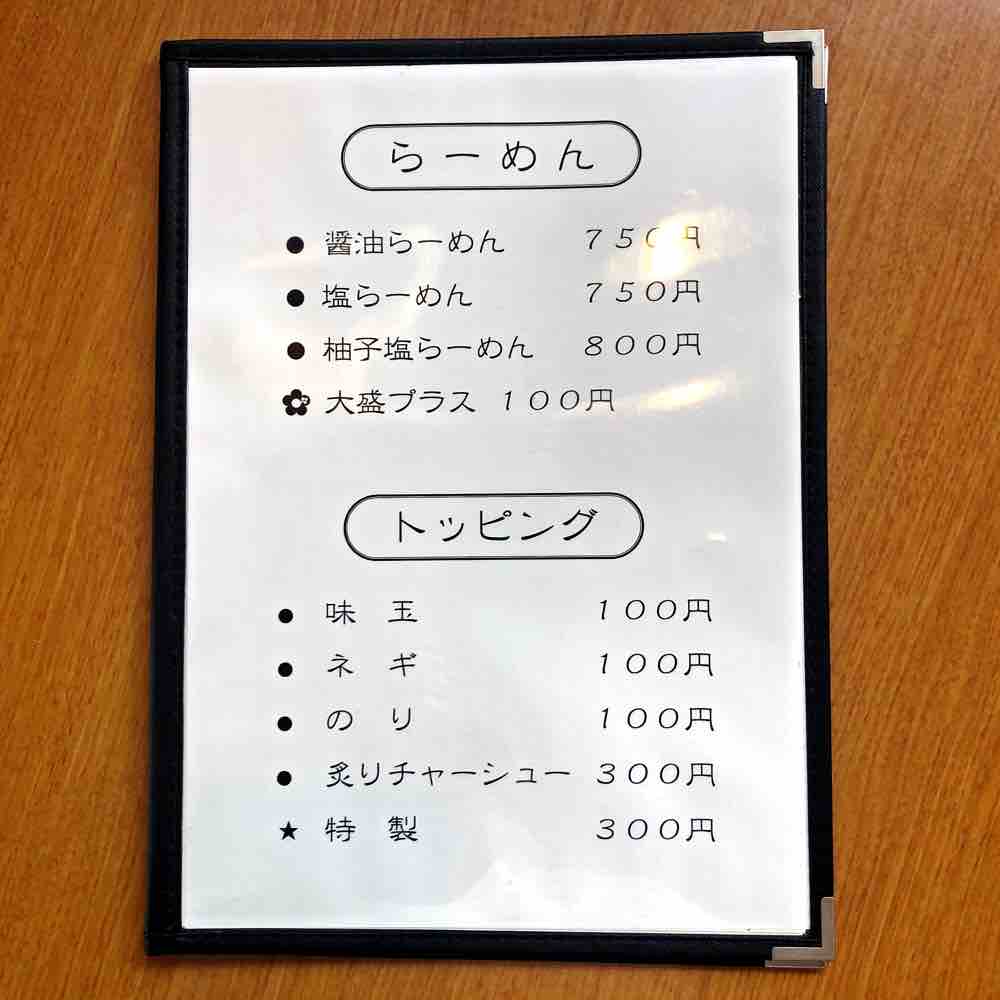 らーめん
● 醤油らーめん　７５０円
● 塩らーめん　７５０円
● 柚子塩らーめん　８００円
✿ 大盛プラス　１００円
トッピング
● 味　玉　１００円
● ネ　ギ　１００円
● の　り　１００円
● 炙りチャーシュー　３００円
★ 特　製　３００円